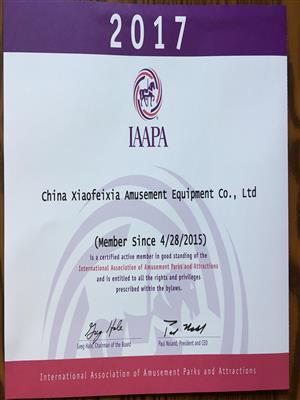 2017
IAAPA
China Xiaofeixia Amusement Equipment Co., Ltd
(Member Since 4/28/2015)
is a certified active member in good standing of the
International Association of Amusement Parks and Attractions
and is entitled to all the rights and privileges
prescribed within the bylaws.
Greg Hale
Greg Hale, Chairman of the Board
Paul Noland, President and CEO
International Association of Amusement Parks and Attractions